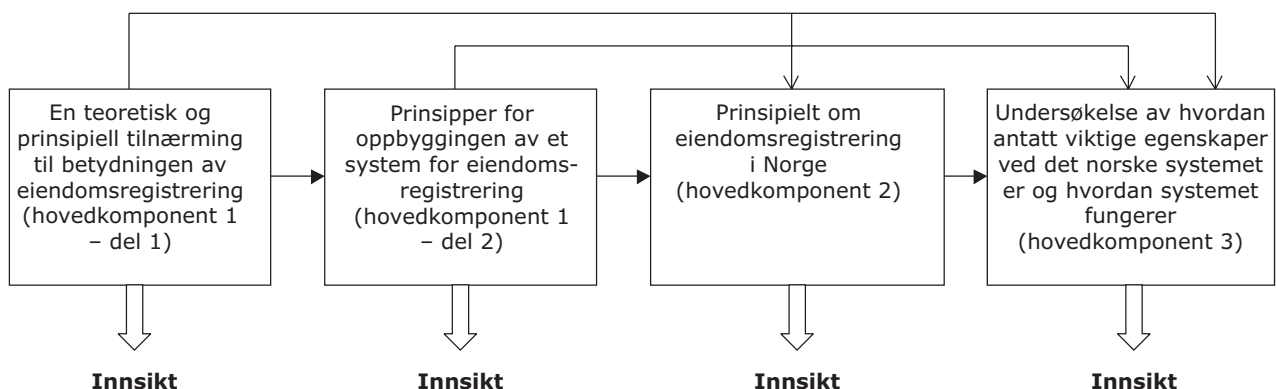 En teoretisk og
prinsipiell tilnærming
til betydningen av
eiendomsregistrering
(hovedkomponent 1
– del 1)
Prinsipper for
oppbyggingen av et
system for eiendoms-
registrering
(hovedkomponent 1
– del 2)
Prinsipielt om
eiendomsregistrering
i Norge
(hovedkomponent 2)
Undersøkelse av hvordan
antatt viktige egenskaper
ved det norske systemet
er og hvordan systemet
fungerer
(hovedkomponent 3)
Innsikt
Innsikt
Innsikt
Innsikt